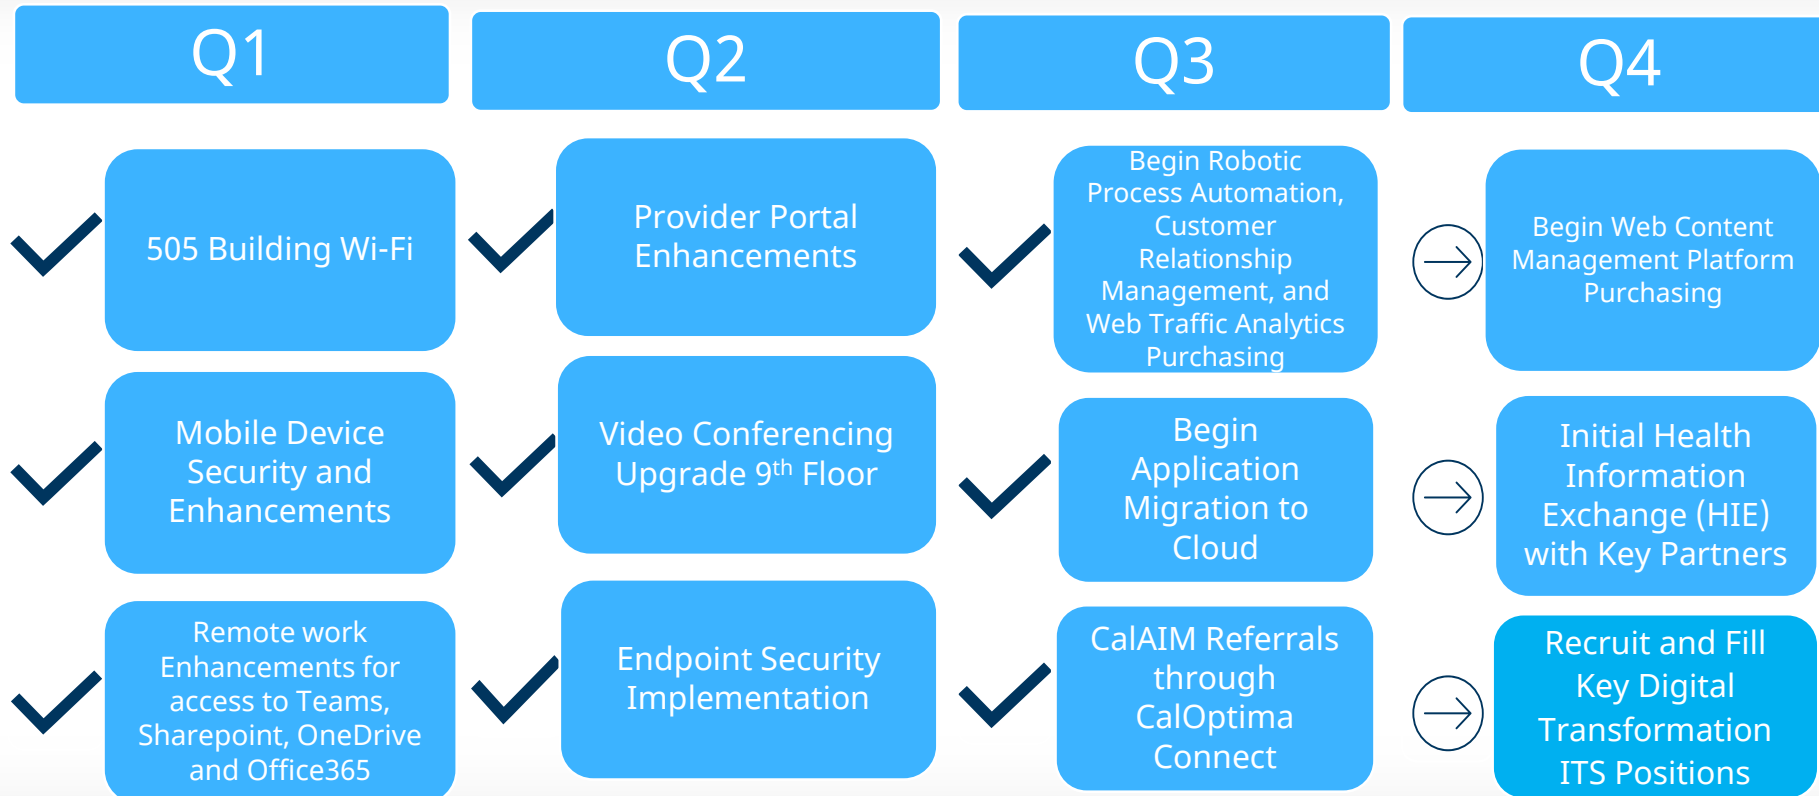 Q1
Q2
Q3
Q4
505 Building Wi-Fi
Mobile Device
Security and
Enhancements
Remote work
Enhancements for
access to Teams,
Sharepoint, OneDrive
and Office365
Provider Portal
Enhancements
Video Conferencing
Upgrade 9th Floor
Endpoint Security
Implementation
Begin Robotic
Process Automation,
Customer
Relationship
Management, and
Web Traffic Analytics
Purchasing
Begin
Application
Migration to
Cloud
CalAIM Referrals
through
CalOptima
Connect
Begin Web Content
Management Platform
Purchasing
Initial Health
Information
Exchange (HIE)
with Key Partners
Recruit and Fill
Key Digital
Transformation
ITS Positions